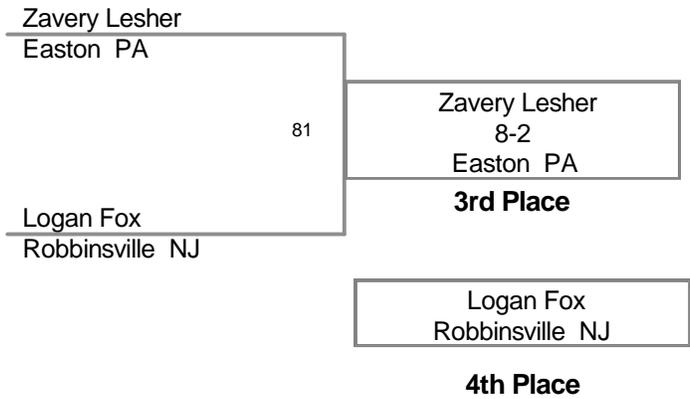 Zavery Lesher
Easton PA
81
Zavery Lesher
8-2
Easton PA
3rd Place
Logan Fox
Robbinsville NJ
Logan Fox
Robbinsville NJ
4th Place